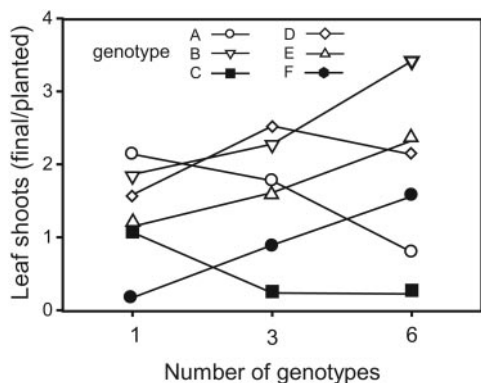 4
3
2
1
0
Leaf shoots (final/planted)
genotype
A D
B E
C F
1 3 6
Number of genotypes